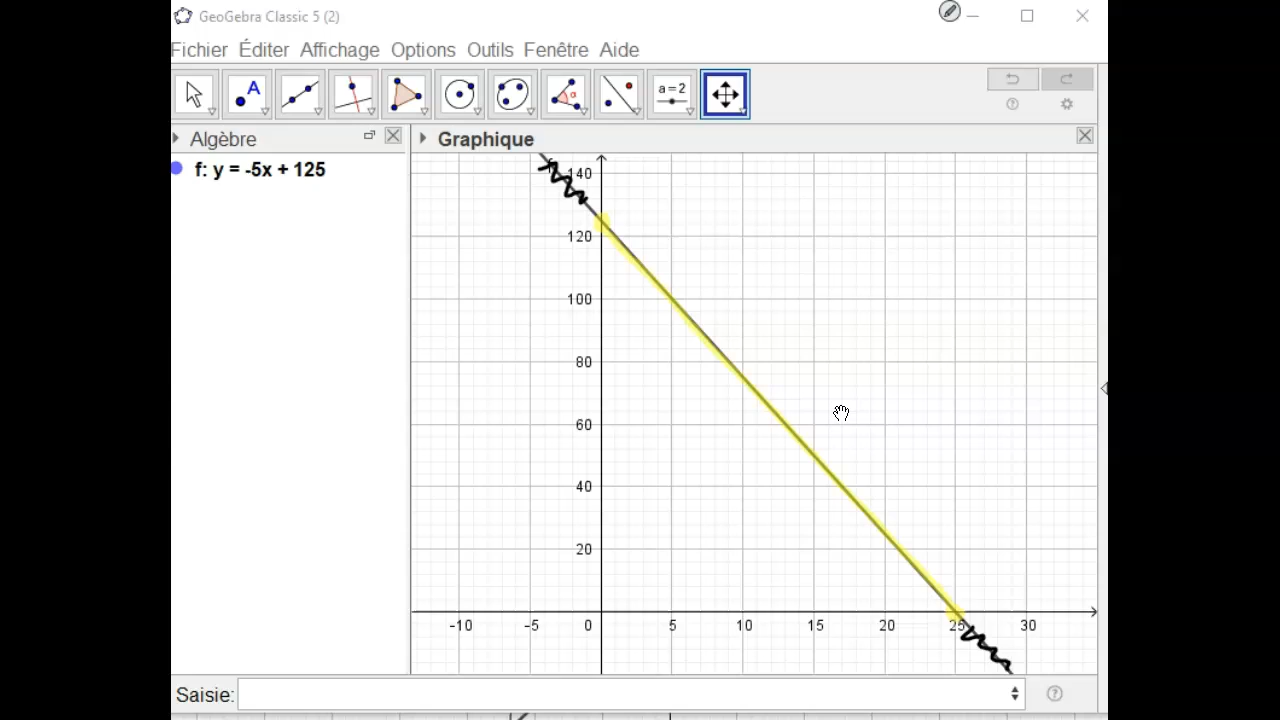 GeoGebra Classic 5 (2)
Fichier Éditer Affichage Options Outils Fenêtre Aide
A
α
a=2
Algèbre
Graphique
f: y = -5x + 125
140
120
100
80
60
40
20
-10 -5 0 5 10 15 20 25 30
Saisie: